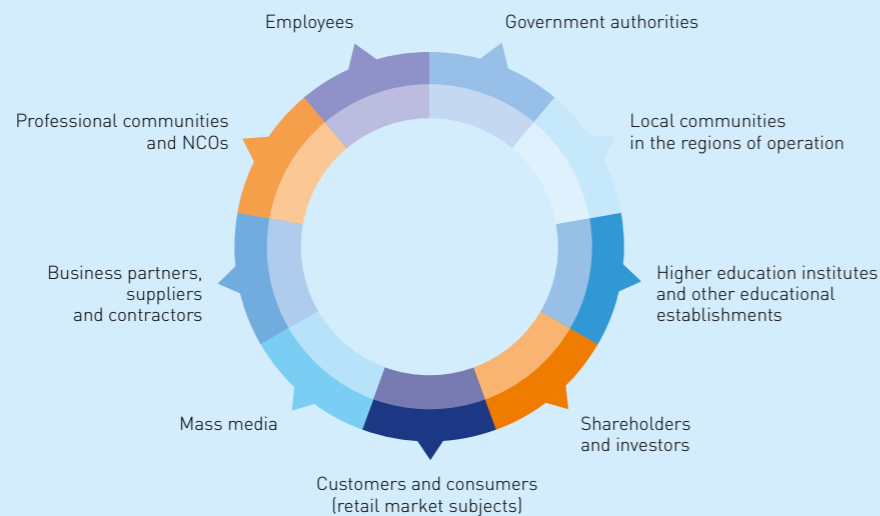 Employees
Government authorities
Professional communities
and NCOs
Local communities
in the regions of operation
Business partners,
suppliers
and contractors
Higher education institutes
and other educational
establishments
Mass media
Shareholders
and investors
Customers and consumers
(retail market subjects)